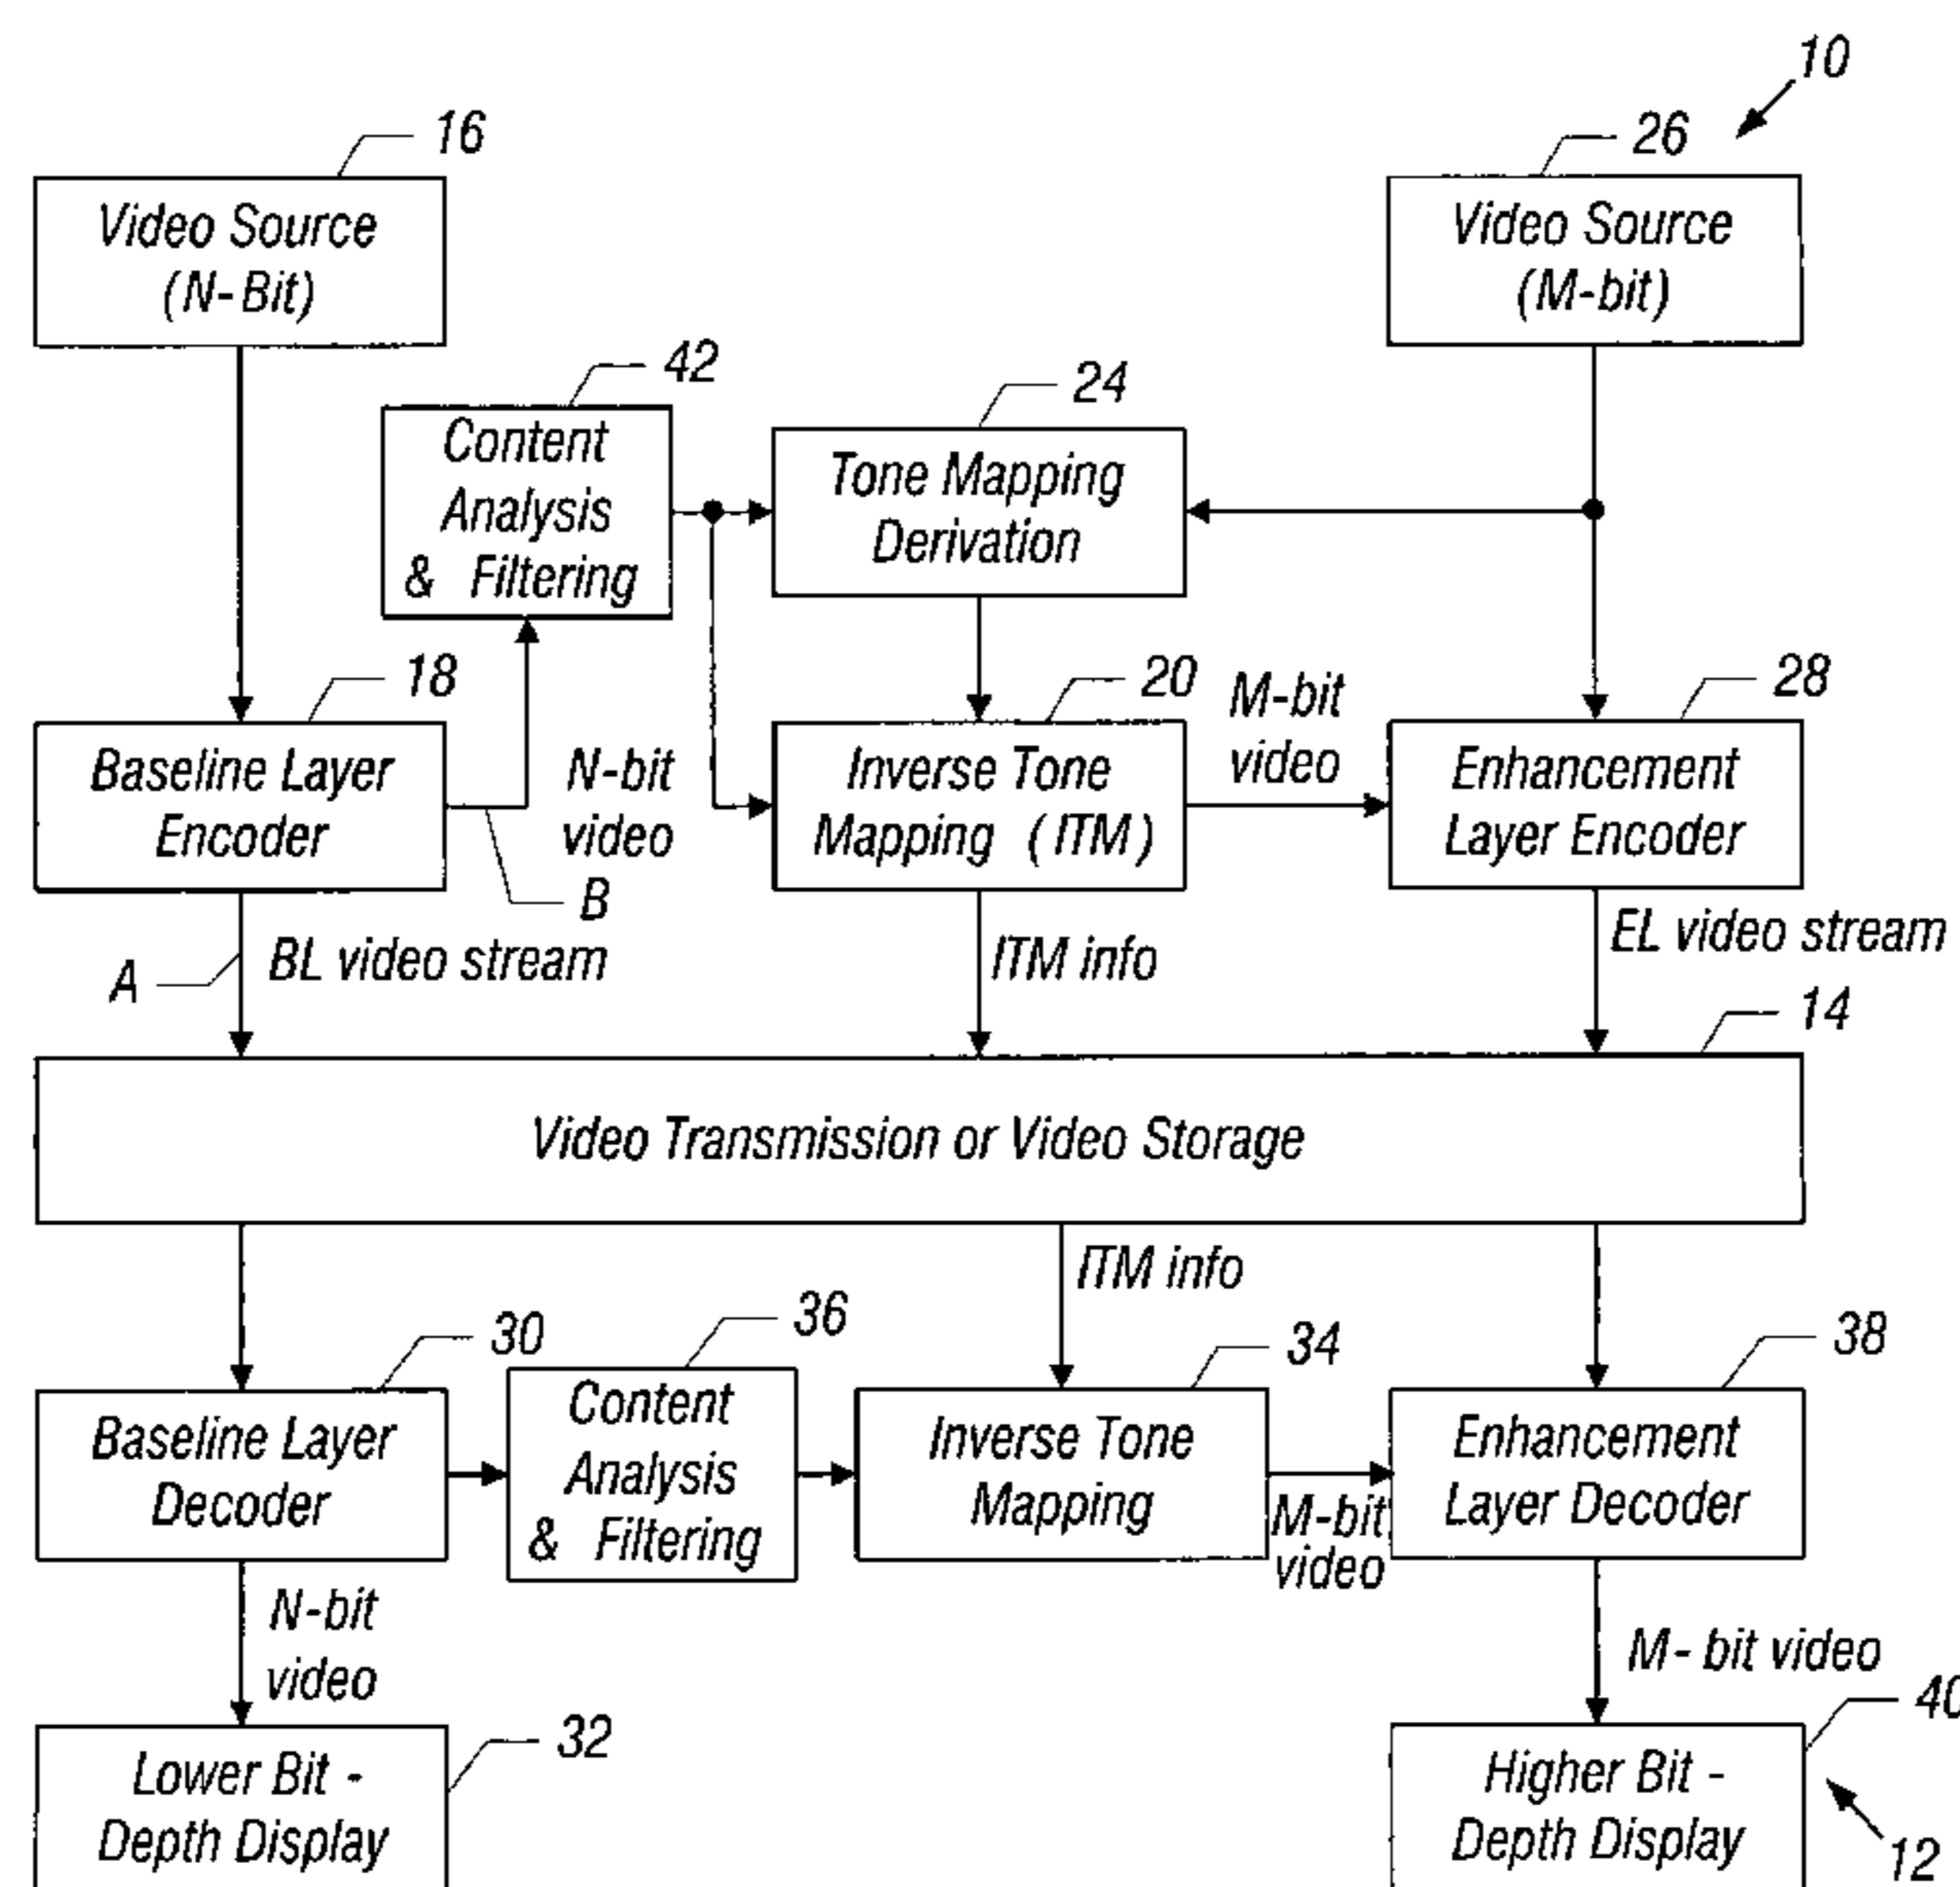 10
16
26
Video Source
(N-Bit)
Video Source
(M-bit)
42
24
Content
Analysis
& Filtering
Tone Mapping
Derivation
18
20
28
Baseline Layer
Encoder
N-bit
video
B
Inverse Tone
Mapping (ITM)
M-bit
video
Enhancement
Layer Encoder
A
BL video stream
ITM info
EL video stream
14
Video Transmission or Video Storage
ITM info
30
36
34
38
Baseline Layer
Decoder
Content
Analysis
& Filtering
Inverse Tone
Mapping
M-bit
video
Enhancement
Layer Decoder
N-bit
video
M- bit video
32
40
Lower Bit -
Depth Display
Higher Bit -
Depth Display
12